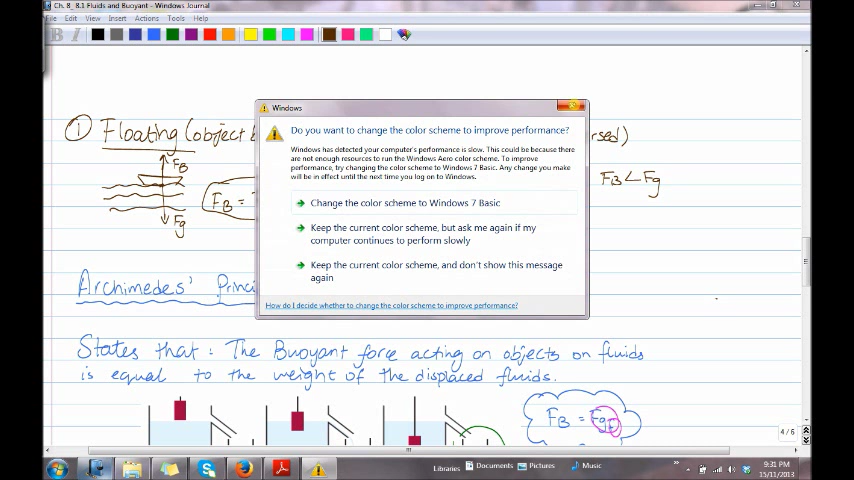 Ch. 8_ 8.1 Fluids and Buoyant - Windows Journal
File Edit View Insert Actions Tools Help
B I
① Floating (object
rsed)
FB
FB =
Fg
FB < Fg
Windows
Do you want to change the color scheme to improve performance?
Windows has detected your computer's performance is slow. This could be because there
are not enough resources to run the Windows Aero color scheme. To improve
performance, try changing the color scheme to Windows 7 Basic. Any change you make
will be in effect until the next time you log on to Windows.
Change the color scheme to Windows 7 Basic
Keep the current color scheme, but ask me again if my
computer continues to perform slowly
Keep the current color scheme, and don't show this message
again
How do I decide whether to change the color scheme to improve performance?
Archimedes' Princi
States that: The Buoyant force acting on objects on fluids
is equal to the weight of the displaced fluids.
FB = Fgf
4 / 6
Libraries Documents Pictures Music
9:31 PM
15/11/2013